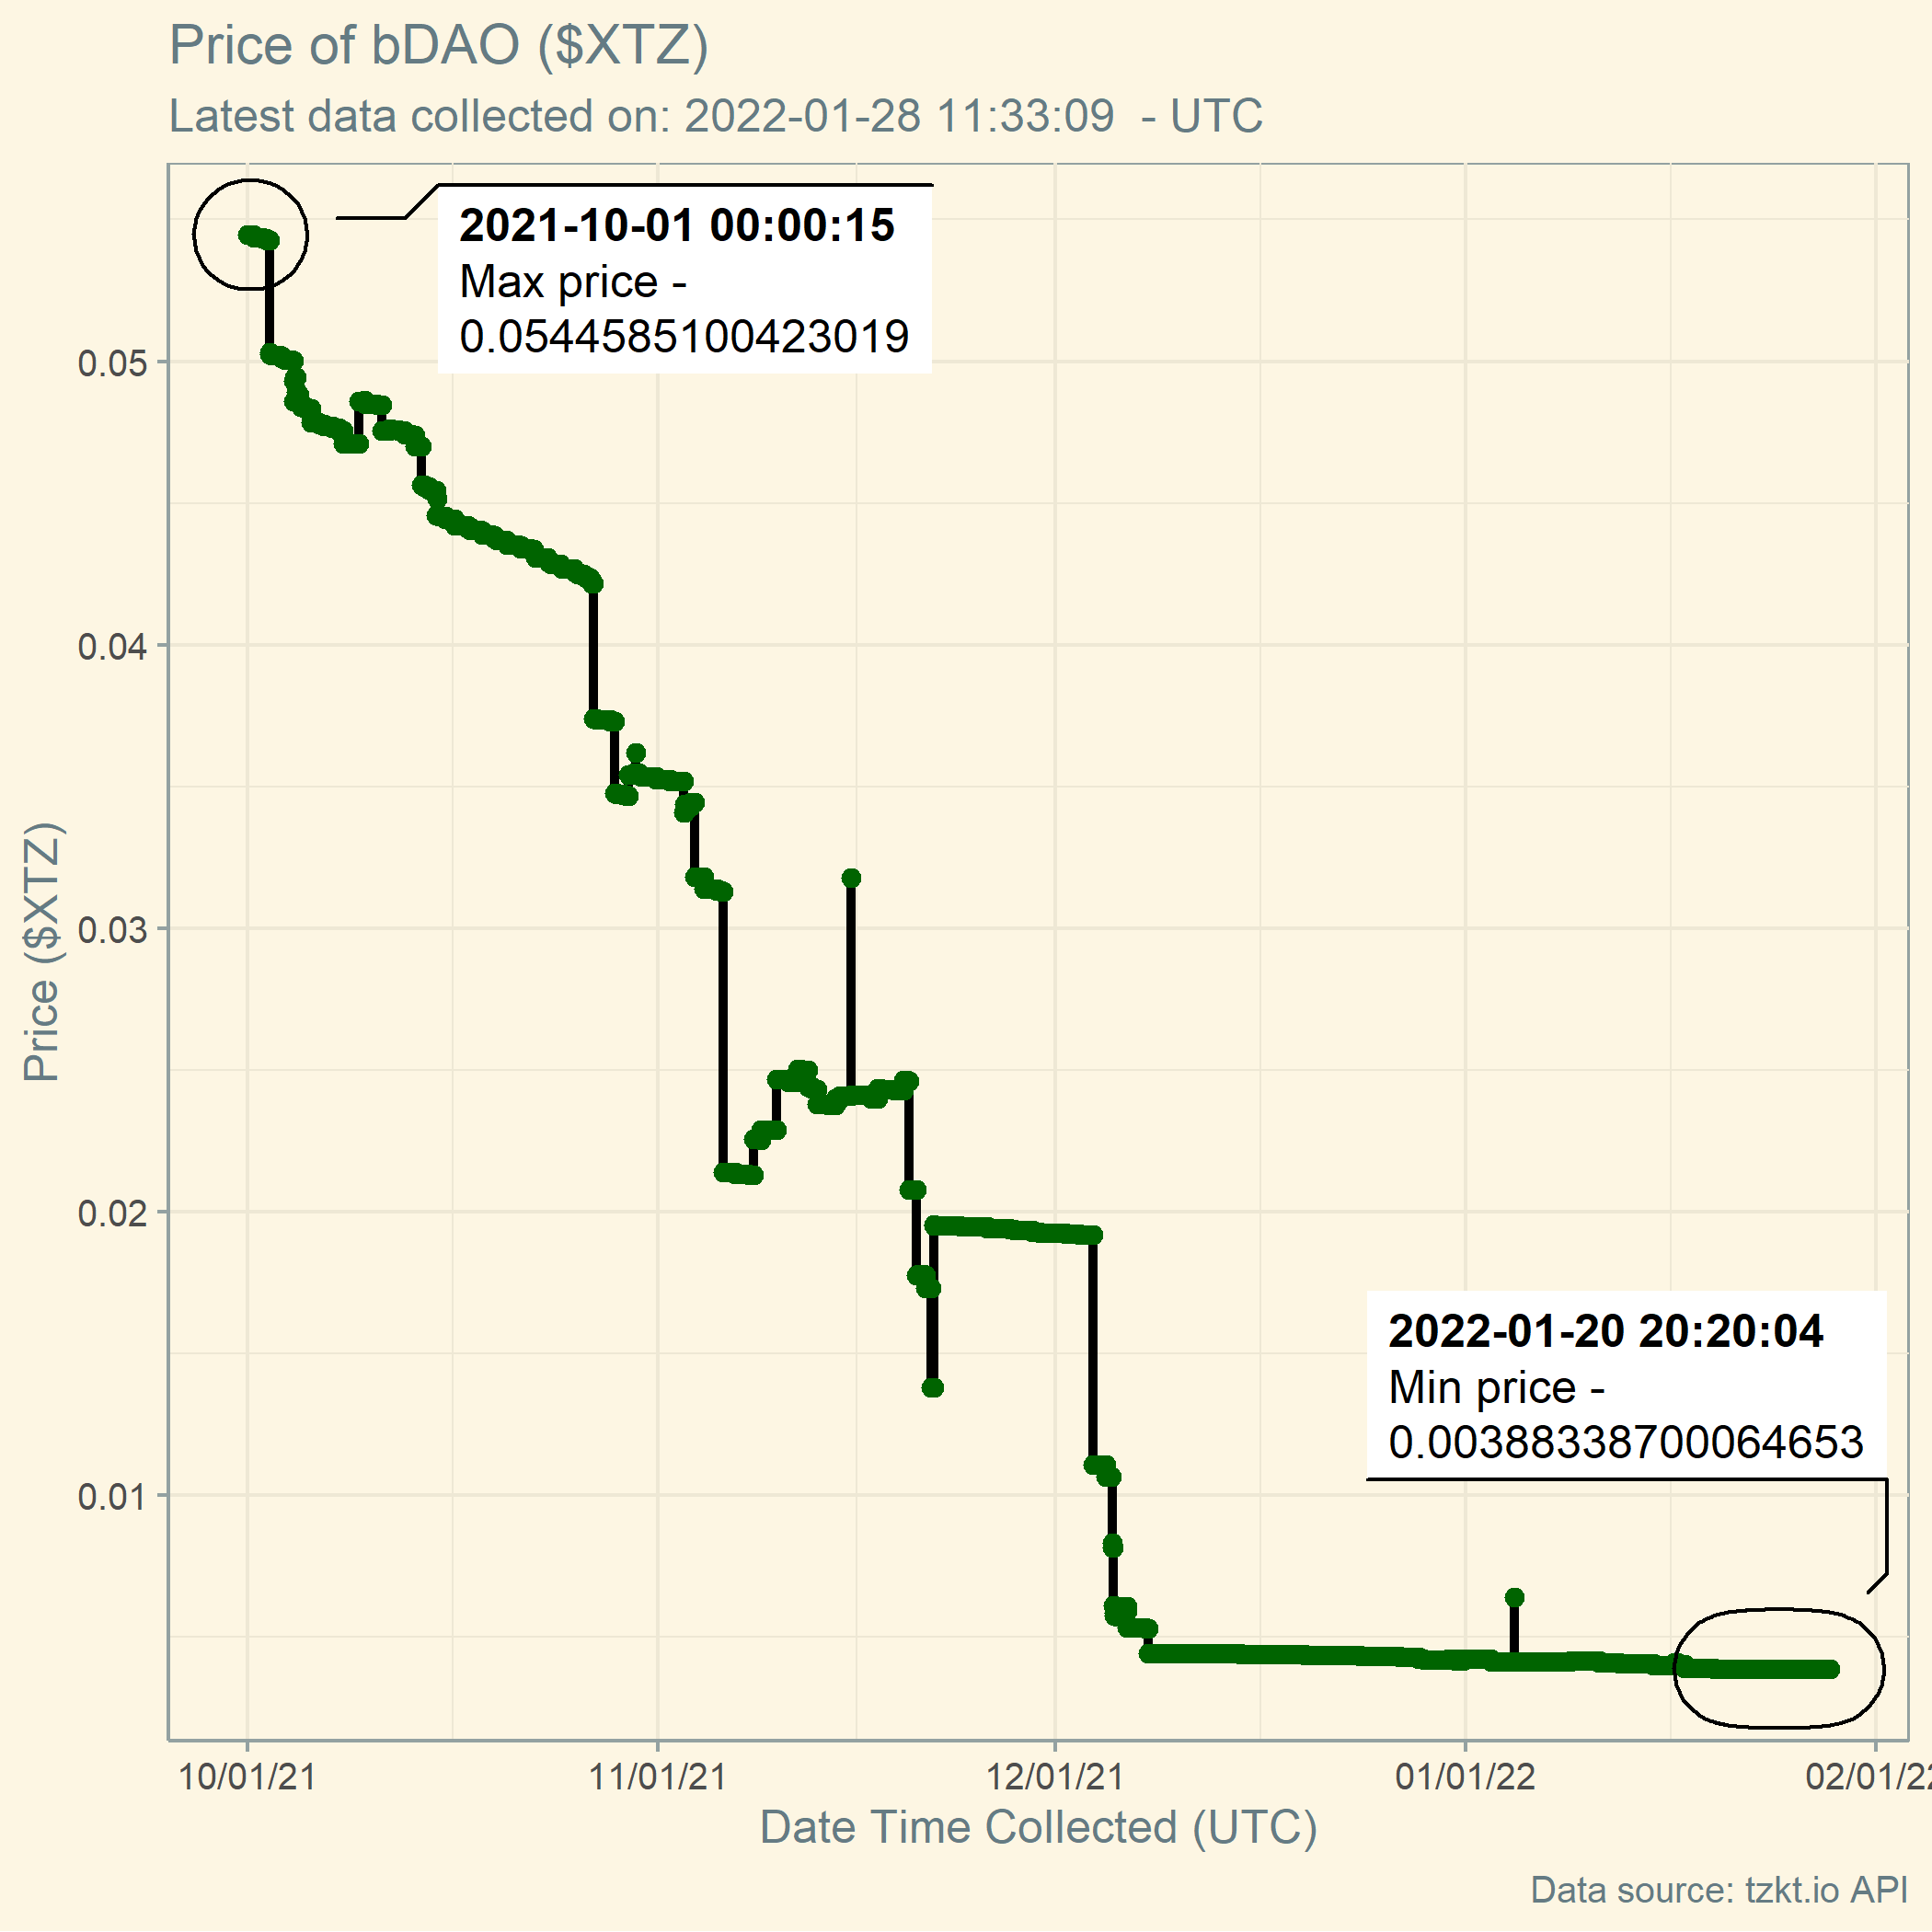 Price of bDAO ($XTZ)
Latest data collected on: 2022-01-28 11:33:09  - UTC
2021-10-01 00:00:15
Max price -
0.0544585100423019
0.05
0.04
0.03
0.02
0.01
Price ($XTZ)
2022-01-20 20:20:04
Min price -
0.00388338700064653
10/01/21
11/01/21
12/01/21
01/01/22
02/01/22
Date Time Collected (UTC)
Data source: tzkt.io API